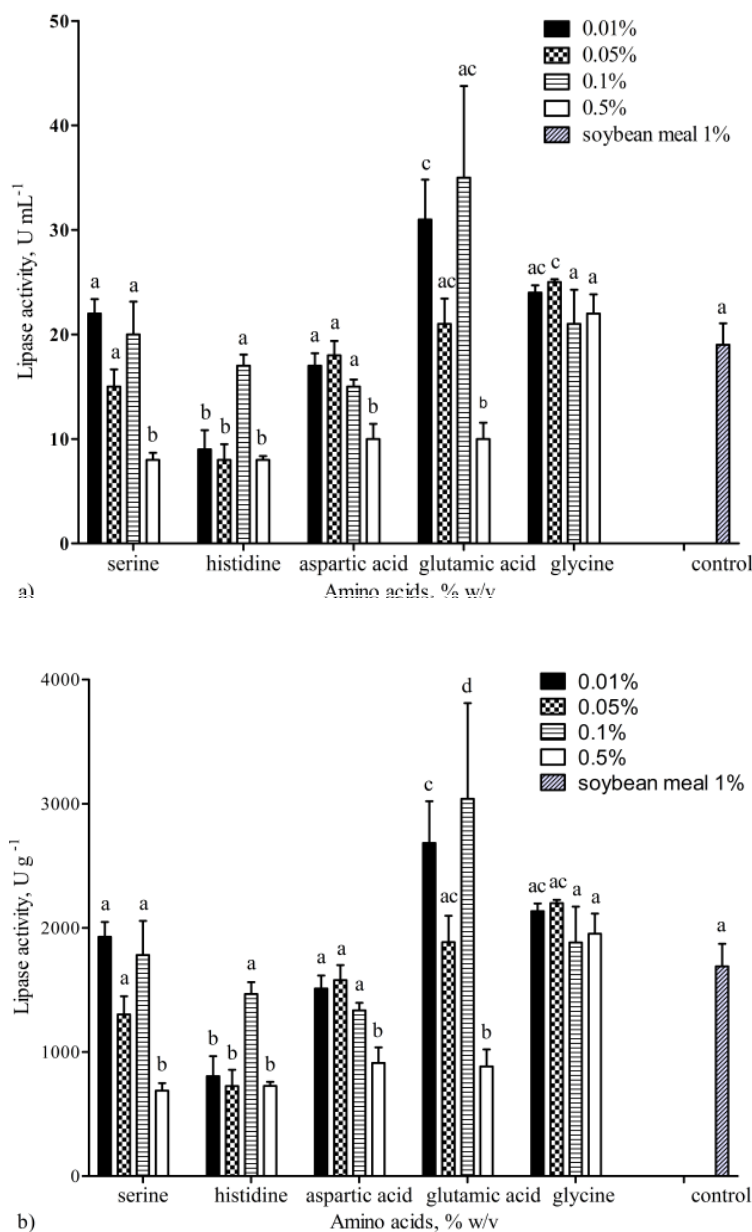 50
40
30
20
10
0
Lipase activity, U mL-1
0.01%
0.05%
0.1%
0.5%
soybean meal 1%
a a a b
b b a b
a a a b
c ac ac b
ac c a a
a
serine histidine aspartic acid glutamic acid glycine control
a) Amino acids, % w/v
4000
3000
2000
1000
0
Lipase activity, U g-1
0.01%
0.05%
0.1%
0.5%
soybean meal 1%
a a a b
b b a b
a a a b
c ac d b
ac ac a a
a
serine histidine aspartic acid glutamic acid glycine control
b) Amino acids, % w/v